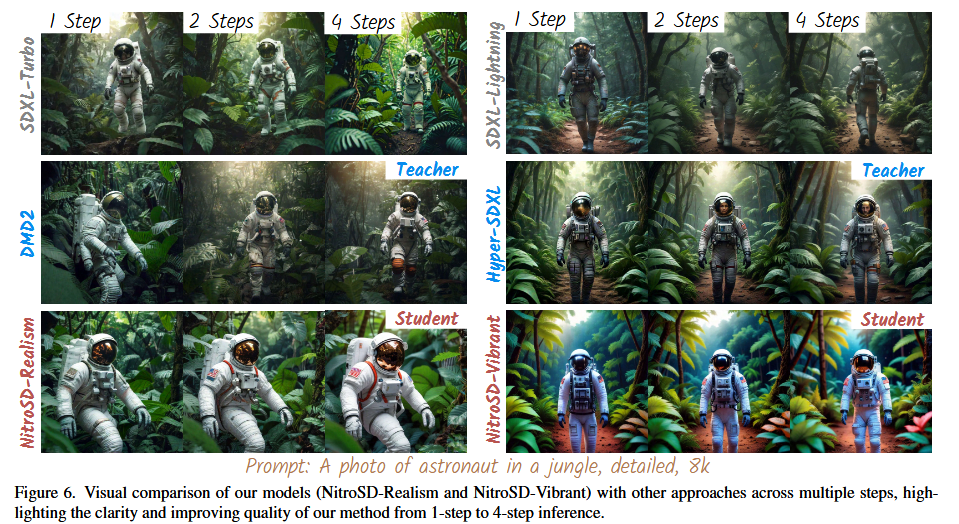 1 Step 2 Steps 4 Steps
SDXL-Turbo
DMD2
Teacher
NitroSD-Realism
Student
1 Step 2 Steps 4 Steps
SDXL-Lightning
Hyper-SDXL
Teacher
NitroSD-Vibrant
Student
Prompt: A photo of astronaut in a jungle, detailed, 8k
Figure 6. Visual comparison of our models (NitroSD-Realism and NitroSD-Vibrant) with other approaches across multiple steps, high-
lighting the clarity and improving quality of our method from 1-step to 4-step inference.